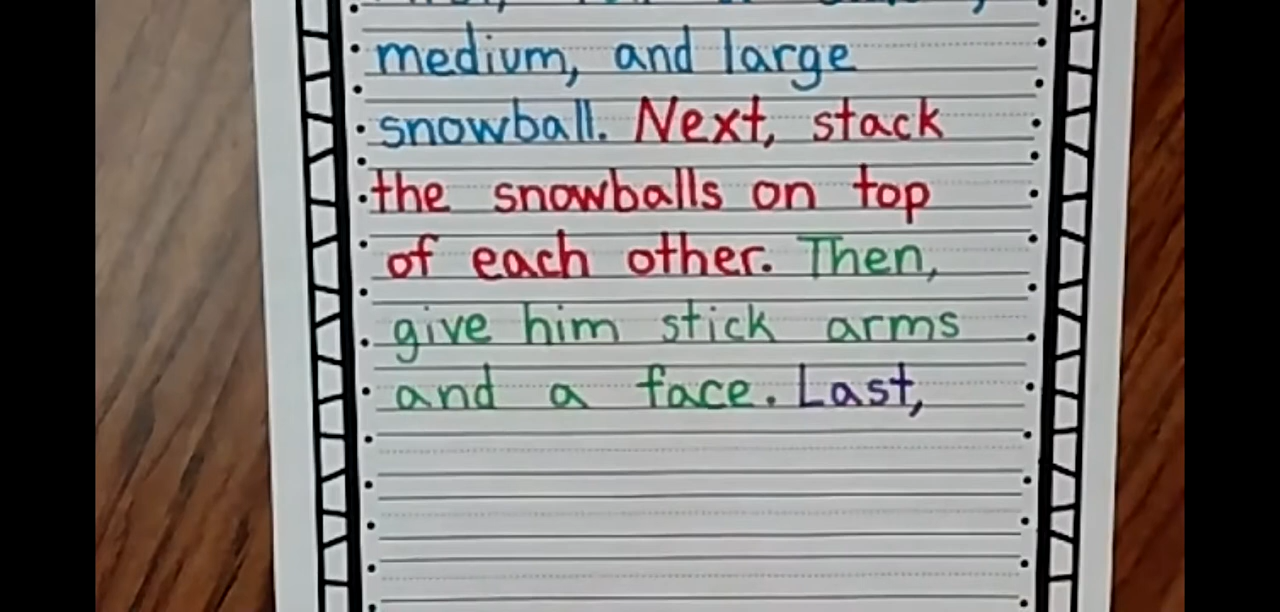 medium, and large
snowball. Next, stack
the snowballs on top
of each other. Then,
give him stick arms
and a face. Last,